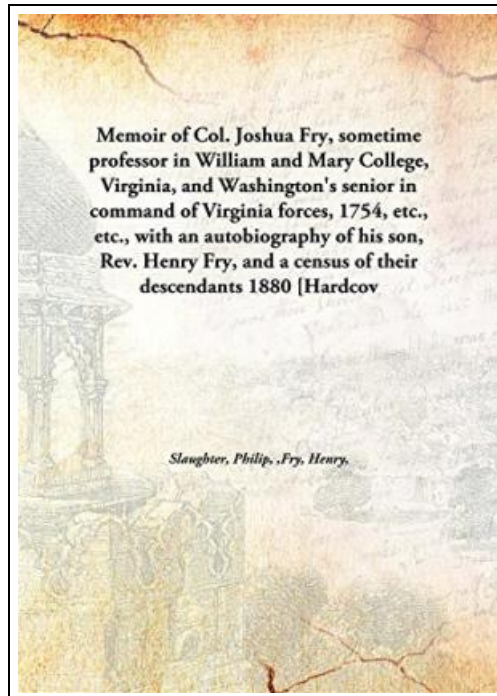 Memoir of Col. Joshua Fry, sometime
professor in William and Mary College,
Virginia, and Washington's senior in
command of Virginia forces, 1754, etc.,
etc., with an autobiography of his son,
Rev. Henry Fry, and a census of their
descendants 1880 [Hardcov
Slaughter, Philip, ,Fry, Henry,